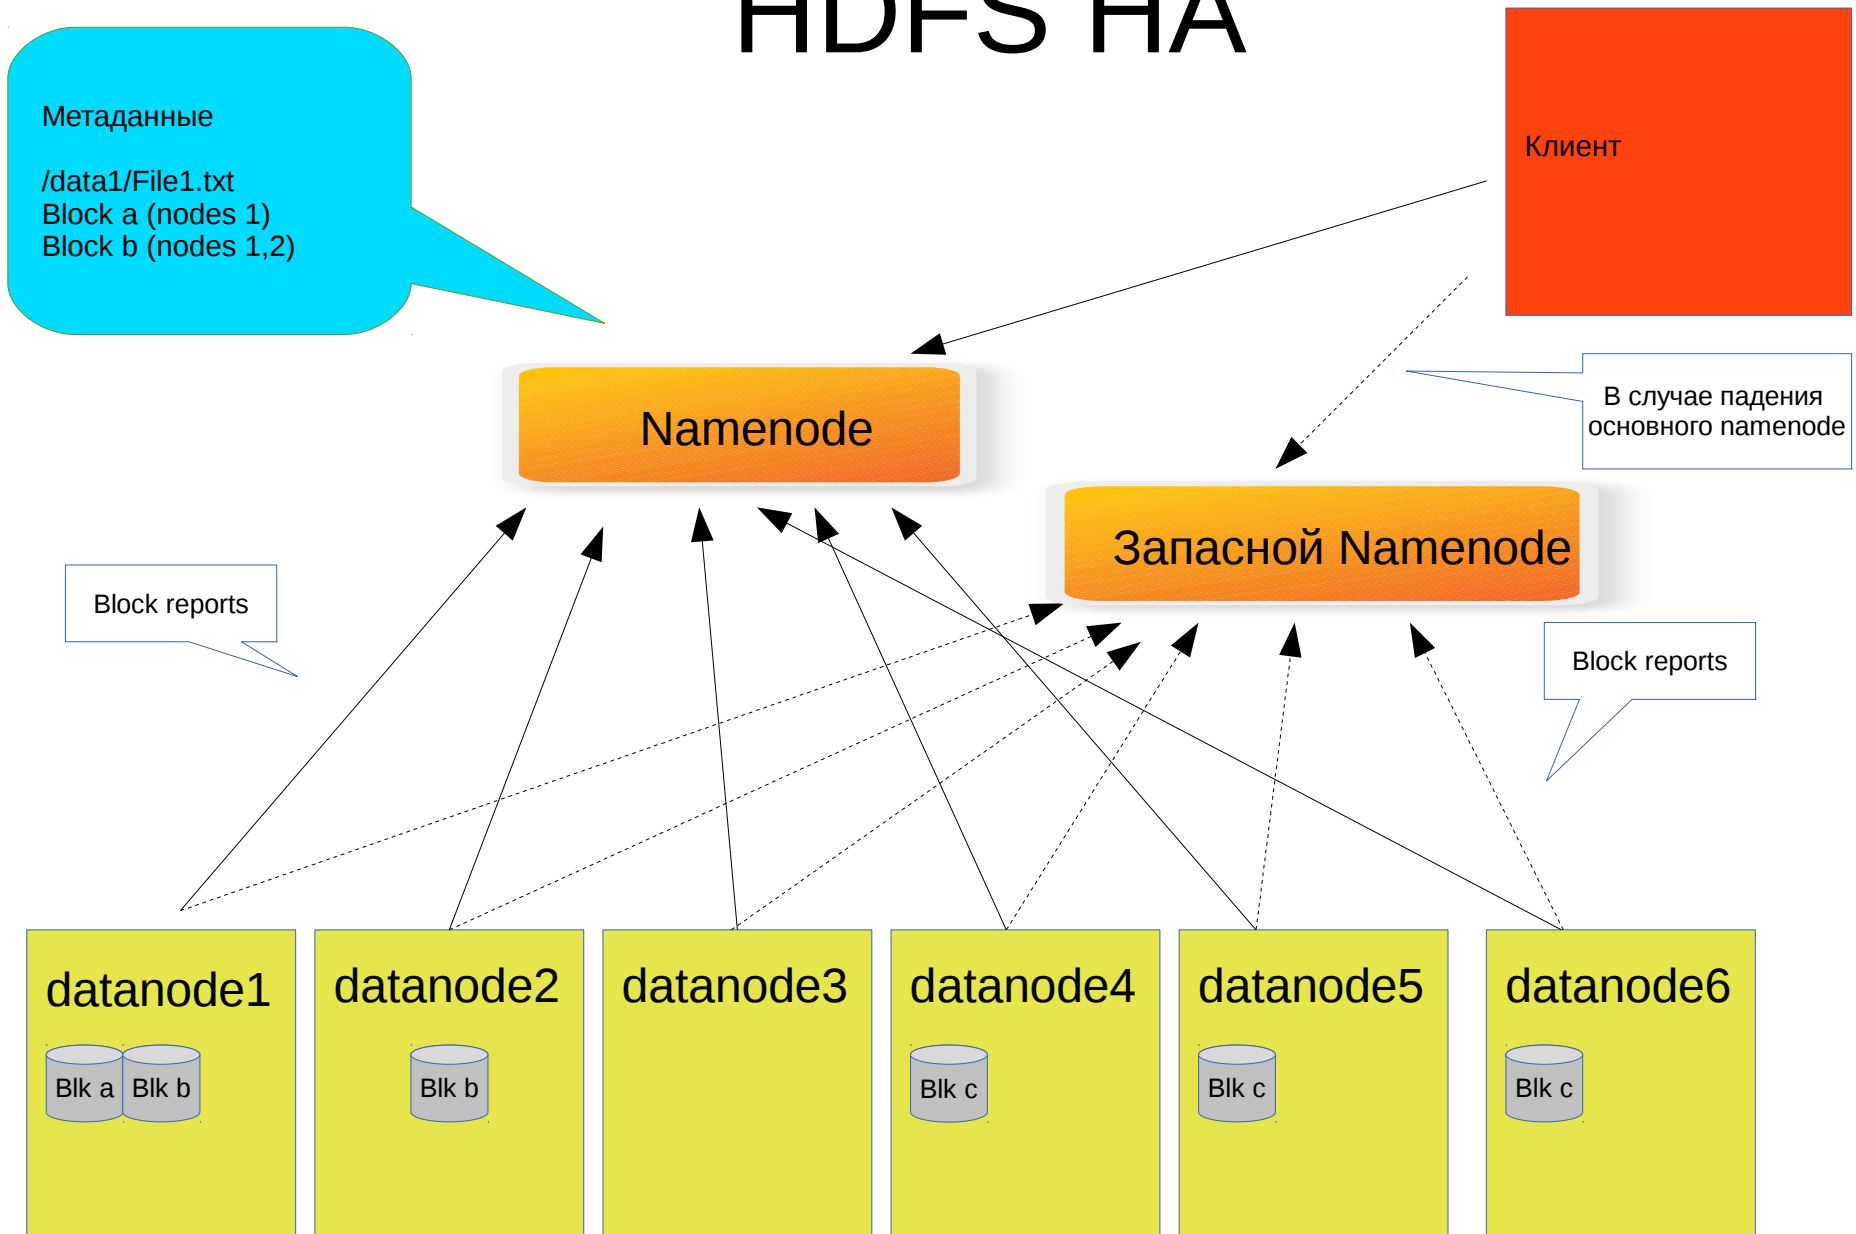 HDFS HA
Метаданные
/data1/File1.txt
Block a (nodes 1)
Block b (nodes 1,2)
Клиент
В случае падения
основного namenode
Namenode
Запасной Namenode
Block reports
Block reports
datanode1
datanode2
datanode3
datanode4
datanode5
datanode6
Blk a
Blk b
Blk b
Blk c
Blk c
Blk c